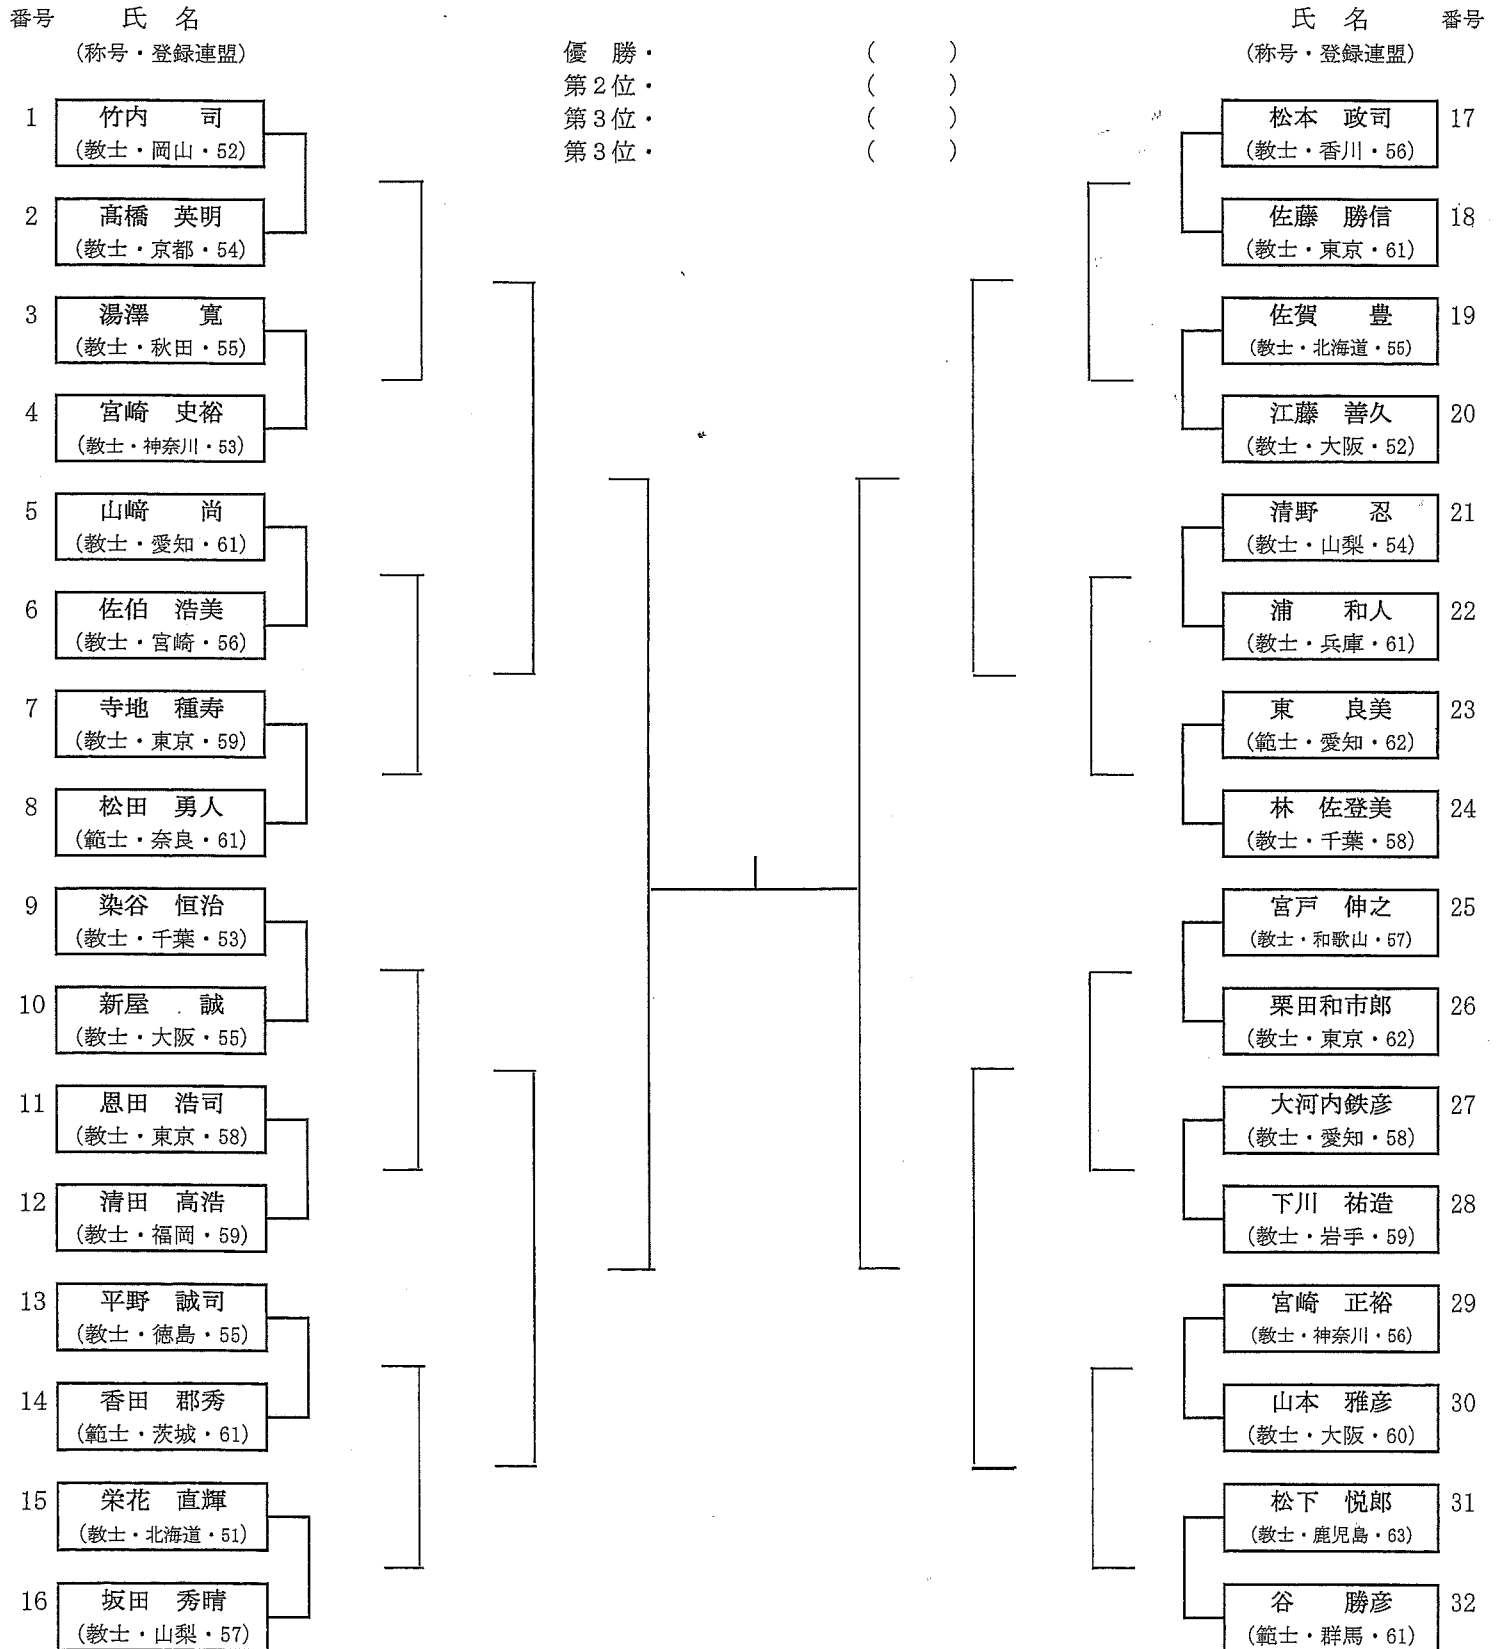 番号 氏 名
(称号・登録連盟)
優 勝・ ( )
第2位・ ( )
第3位・ ( )
第3位・ ( )
氏 名 番号
(称号・登録連盟)
1 竹内 司
(教士・岡山・52)
2 髙橋 英明
(教士・京都・54)
3 湯澤 寛
(教士・秋田・55)
4 宮崎 史裕
(教士・神奈川・53)
5 山﨑 尚
(教士・愛知・61)
6 佐伯 浩美
(教士・宮崎・56)
7 寺地 種寿
(教士・東京・59)
8 松田 勇人
(範士・奈良・61)
9 染谷 恒治
(教士・千葉・53)
10 新屋 誠
(教士・大阪・55)
11 恩田 浩司
(教士・東京・58)
12 清田 高浩
(教士・福岡・59)
13 平野 誠司
(教士・徳島・55)
14 香田 郡秀
(範士・茨城・61)
15 栄花 直輝
(教士・北海道・51)
16 坂田 秀晴
(教士・山梨・57)
松本 政司 17
(教士・香川・56)
佐藤 勝信 18
(教士・東京・61)
佐賀 豊 19
(教士・北海道・55)
江藤 善久 20
(教士・大阪・52)
清野 忍 21
(教士・山梨・54)
浦 和人 22
(教士・兵庫・61)
東 良美 23
(範士・愛知・62)
林 佐登美 24
(教士・千葉・58)
宮戸 伸之 25
(教士・和歌山・57)
栗田和市郎 26
(教士・東京・62)
大河内鉄彦 27
(教士・愛知・58)
下川 祐造 28
(教士・岩手・59)
宮崎 正裕 29
(教士・神奈川・56)
山本 雅彦 30
(教士・大阪・60)
松下 悦郎 31
(教士・鹿児島・63)
谷 勝彦 32
(範士・群馬・61)